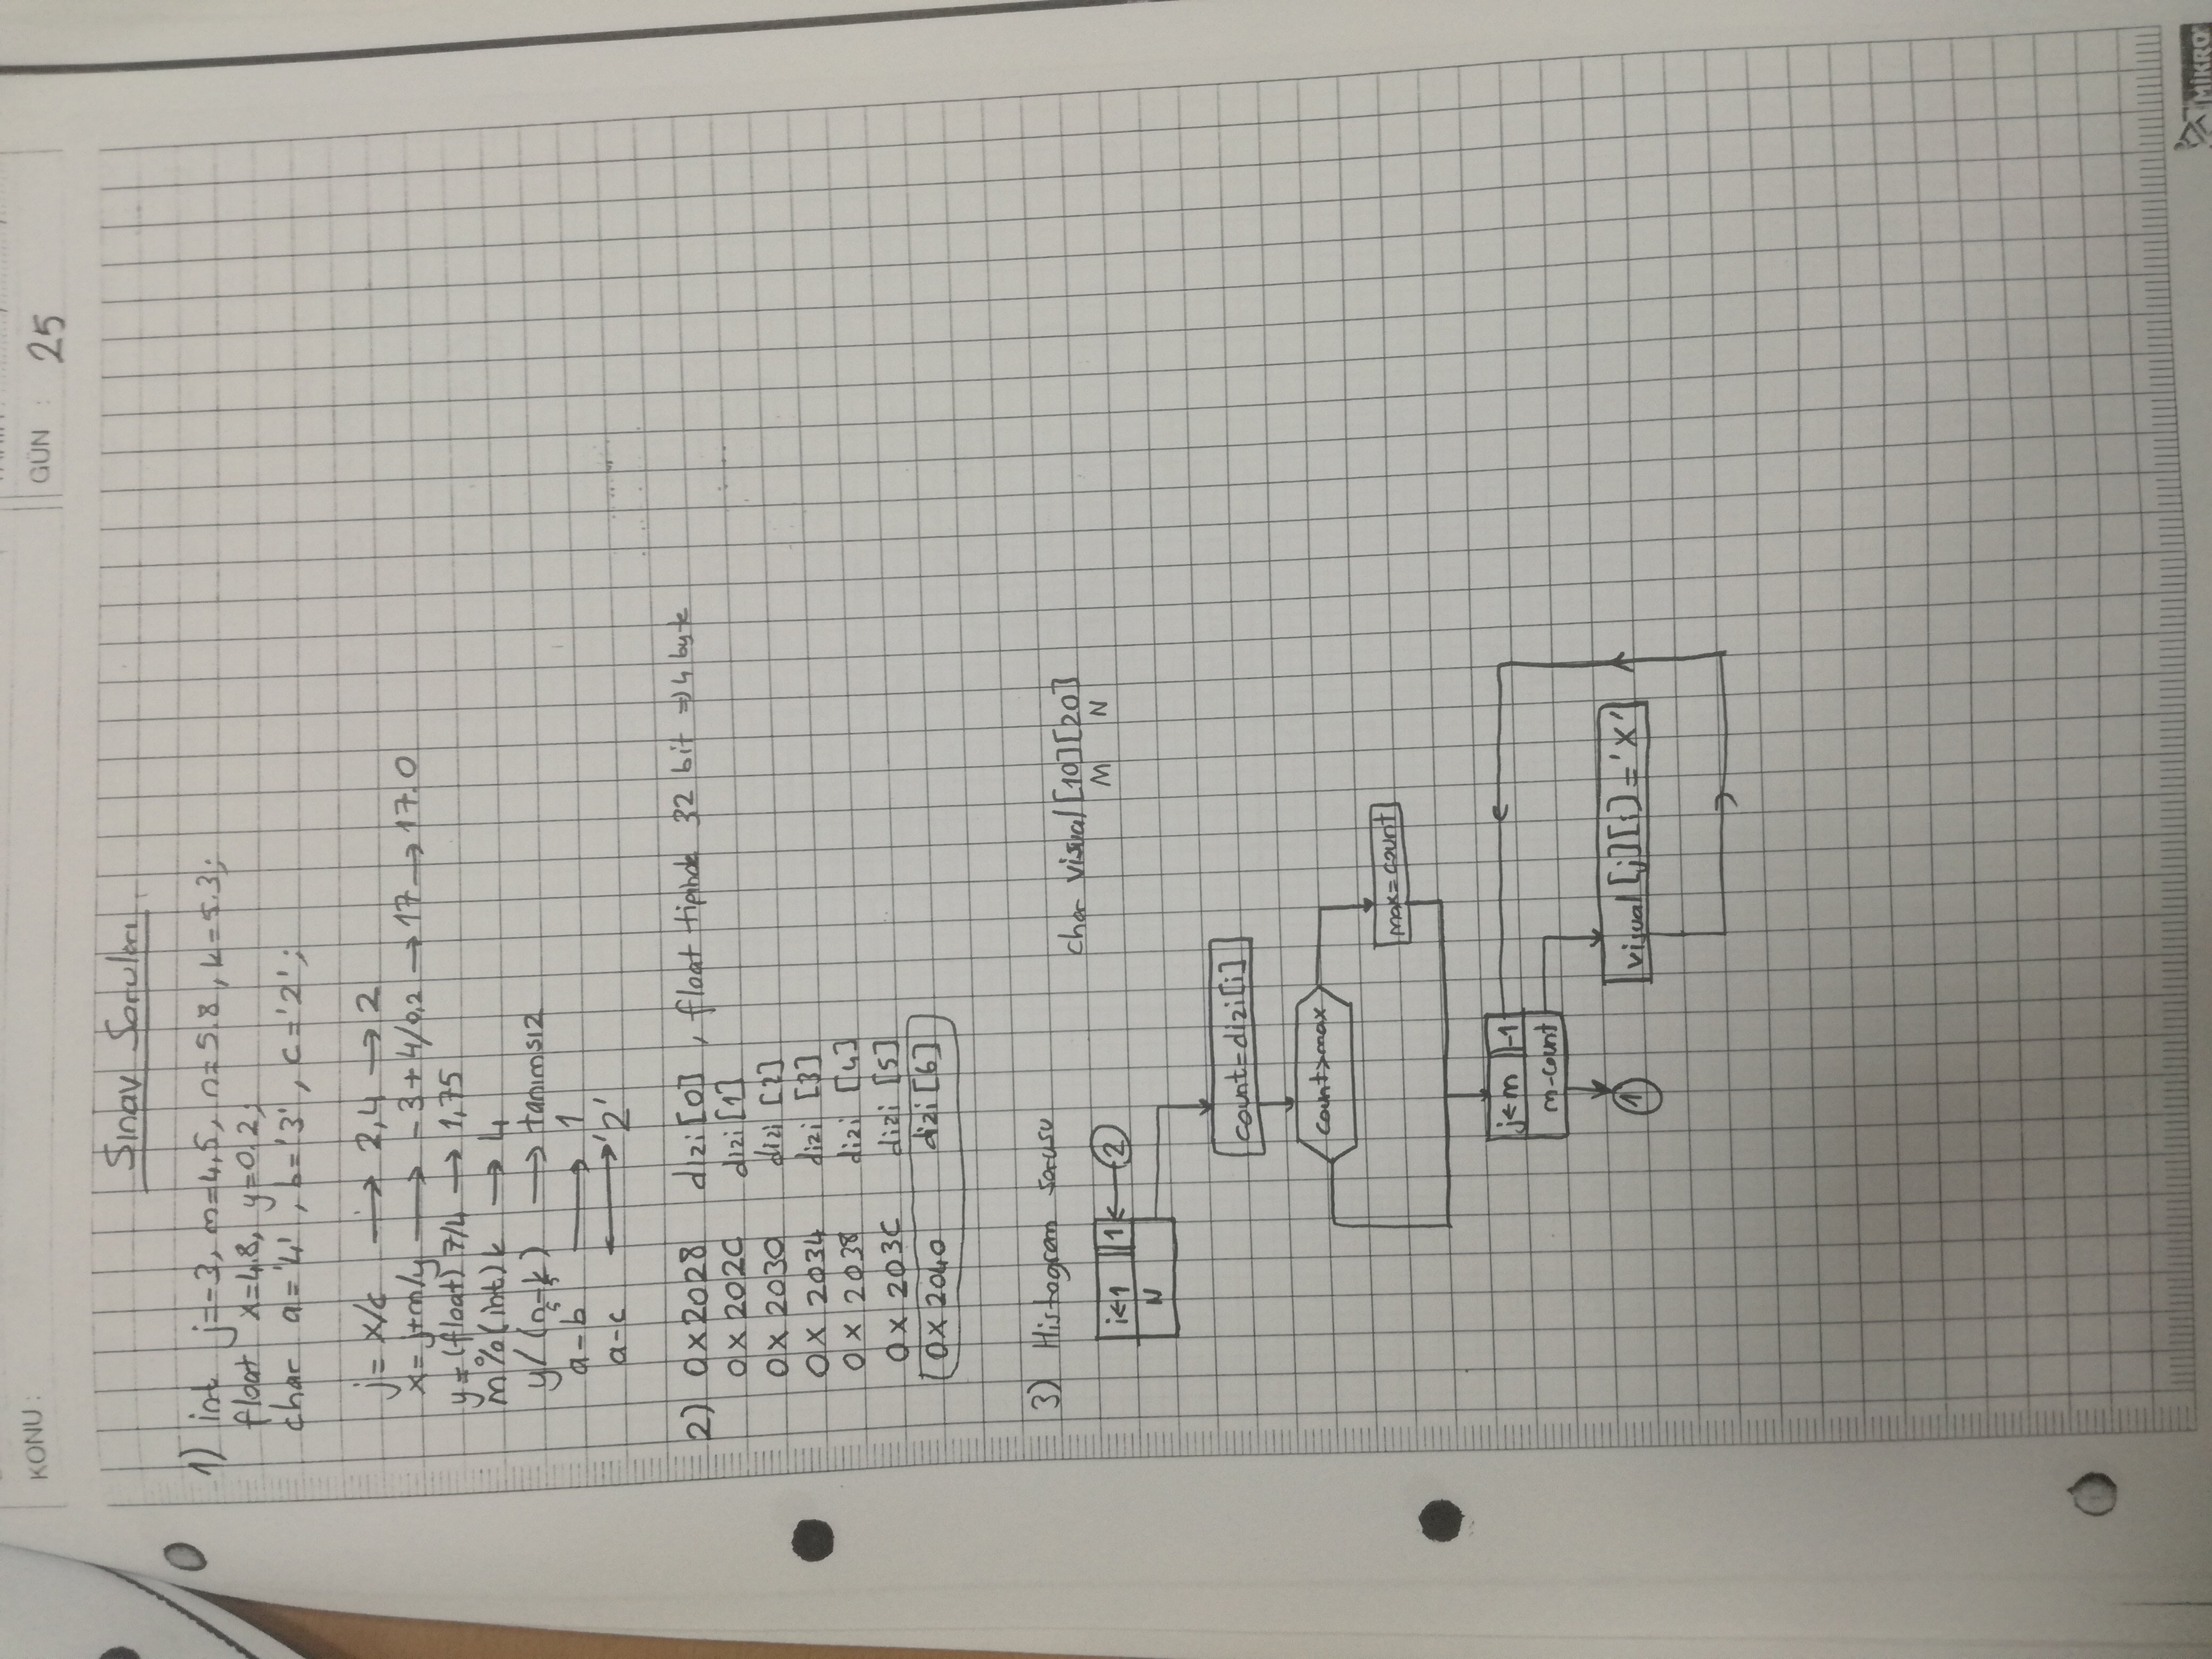 KONU :
GÜN : 25
Sınav Soruları
1) int j=-3, m=4,5, n=5.8, k=5.3;
float x=4.8, y=0.2;
char a='4', b='3', c='2';
j= x/c → 2,4 → 2
x= j+m/y → -3+4/0.2 → 17 → 17.0
y=(float)7/4 → 1,75
m%(int)k → 4
y/(n-k) → tanımsız
5 5
a-b → 1
a-c ↔ '2'
2) 0x2028 dizi[0] , float tipinde 32 bit ⇒ 4 byte
0x202C dizi[1]
0x2030 dizi[2]
0x2034 dizi[3]
0x2038 dizi[4]
0x203C dizi[5]
0x2040 dizi[6]
3) Histogram Sorusu
char visual[10][20]
M N
i←1 1 ← 2
N
count=dizi[i]
count>max
max=count
j←m -1
m-count
1
visual[j][i]='x'
MİKRO